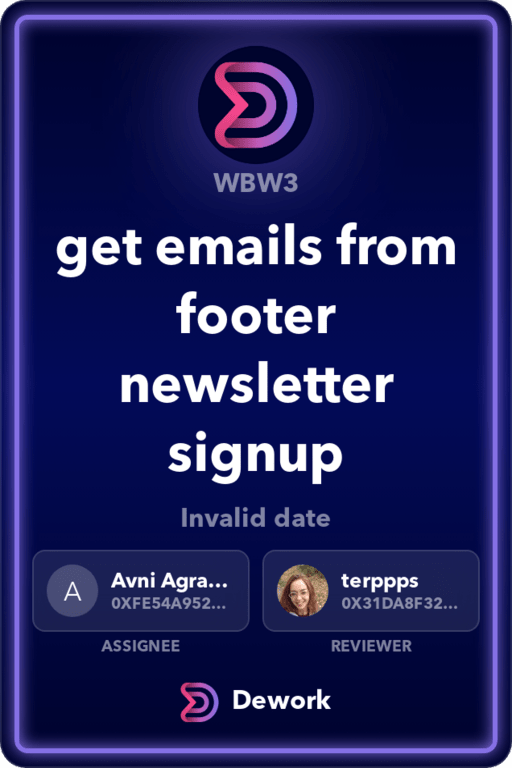 WBW3
get emails from
footer
newsletter
signup
Invalid date
A
Avni Agra...
0XFE54A952...
terppps
0X31DA8F32...
ASSIGNEE
REVIEWER
Dework